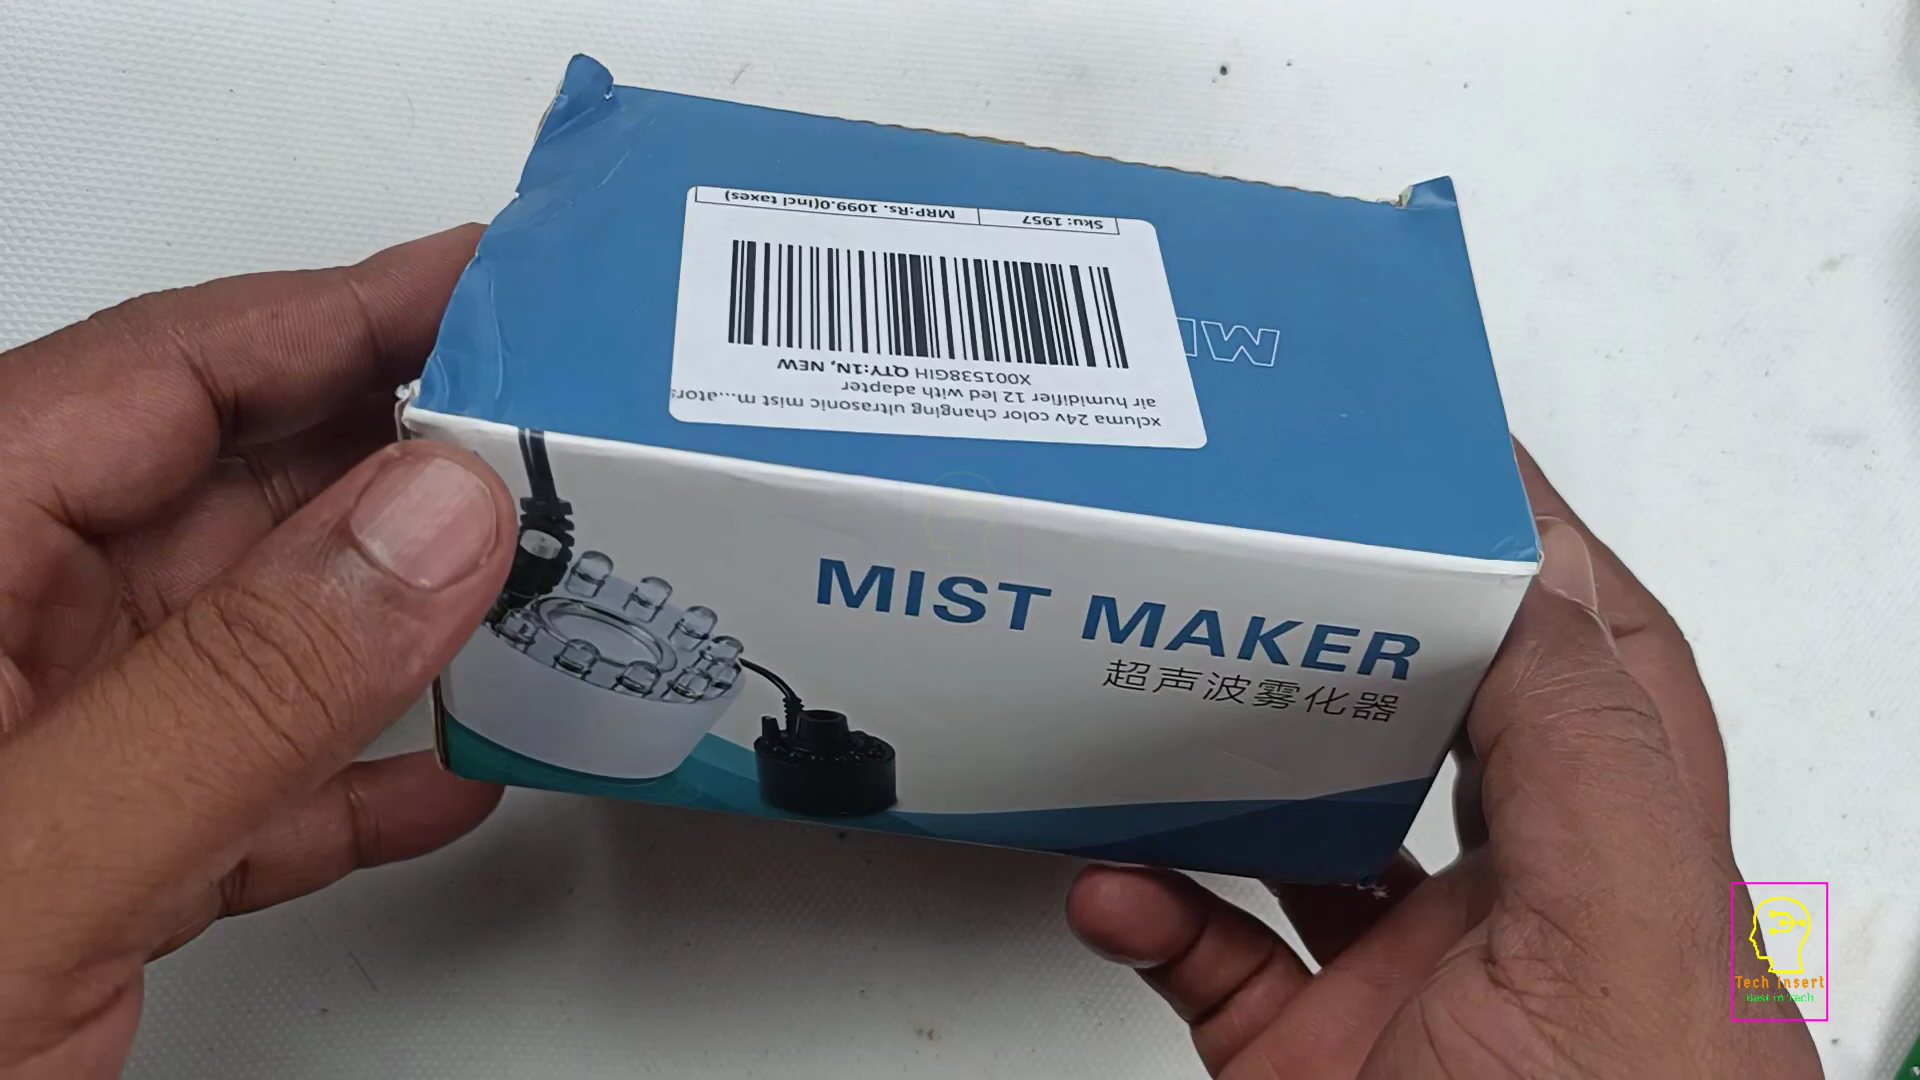 Sku: 1957 MRP:Rs. 1099.0(Incl taxes)
X001538GIH QTY:1N, NEW
xcluma 24v color changing ultrasonic mist m...ators
air humidifier 12 led with adapter
MI
MIST MAKER
超声波雾化器
Tech Insert
Best in Tech